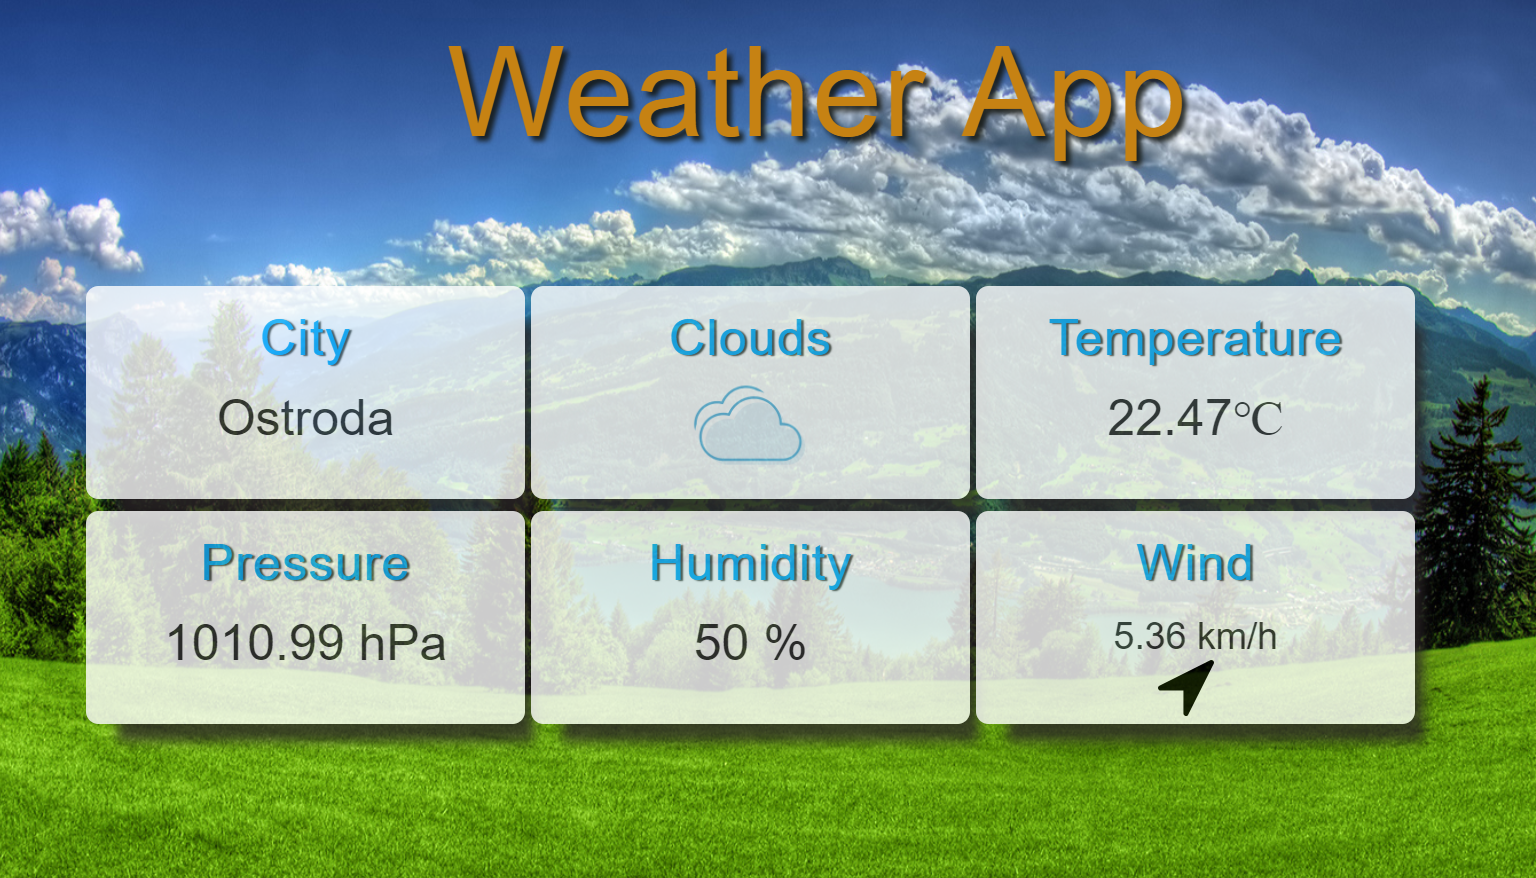 Weather App
City
Ostroda
Clouds
Temperature
22.47℃
Pressure
1010.99 hPa
Humidity
50 %
Wind
5.36 km/h